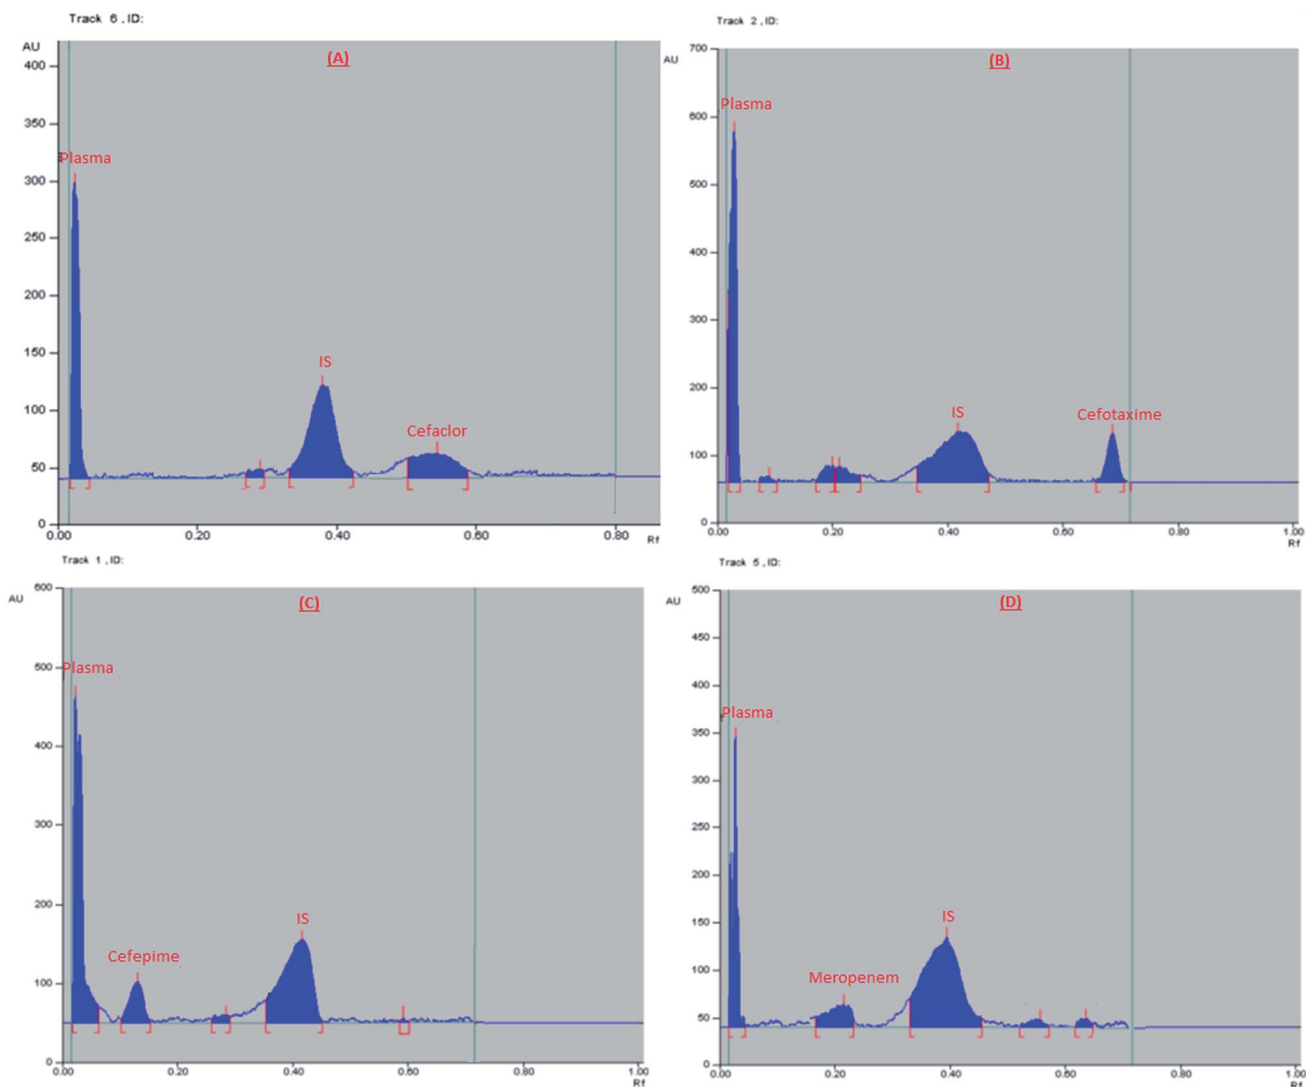 Track 6 , ID:
AU
(A)
400
350
Plasma
300
250
200
150
IS
100
Cefaclor
50
0
0.00 0.20 0.40 0.60 0.80
Rf
Track 2 , ID:
700
AU
(B)
600
Plasma
500
400
300
200
IS
Cefotaxime
100
0
0.00 0.20 0.40 0.60 0.80 1.00
Rf
Track 1 , ID:
600
AU
(C)
500
Plasma
400
300
200
IS
Cefepime
100
0
0.00 0.20 0.40 0.60 0.80 1.00
Rf
Track 5 , ID:
500
AU
(D)
450
400
Plasma
350
300
250
200
150
IS
100
Meropenem
50
0
0.00 0.20 0.40 0.60 0.80 1.00
Rf